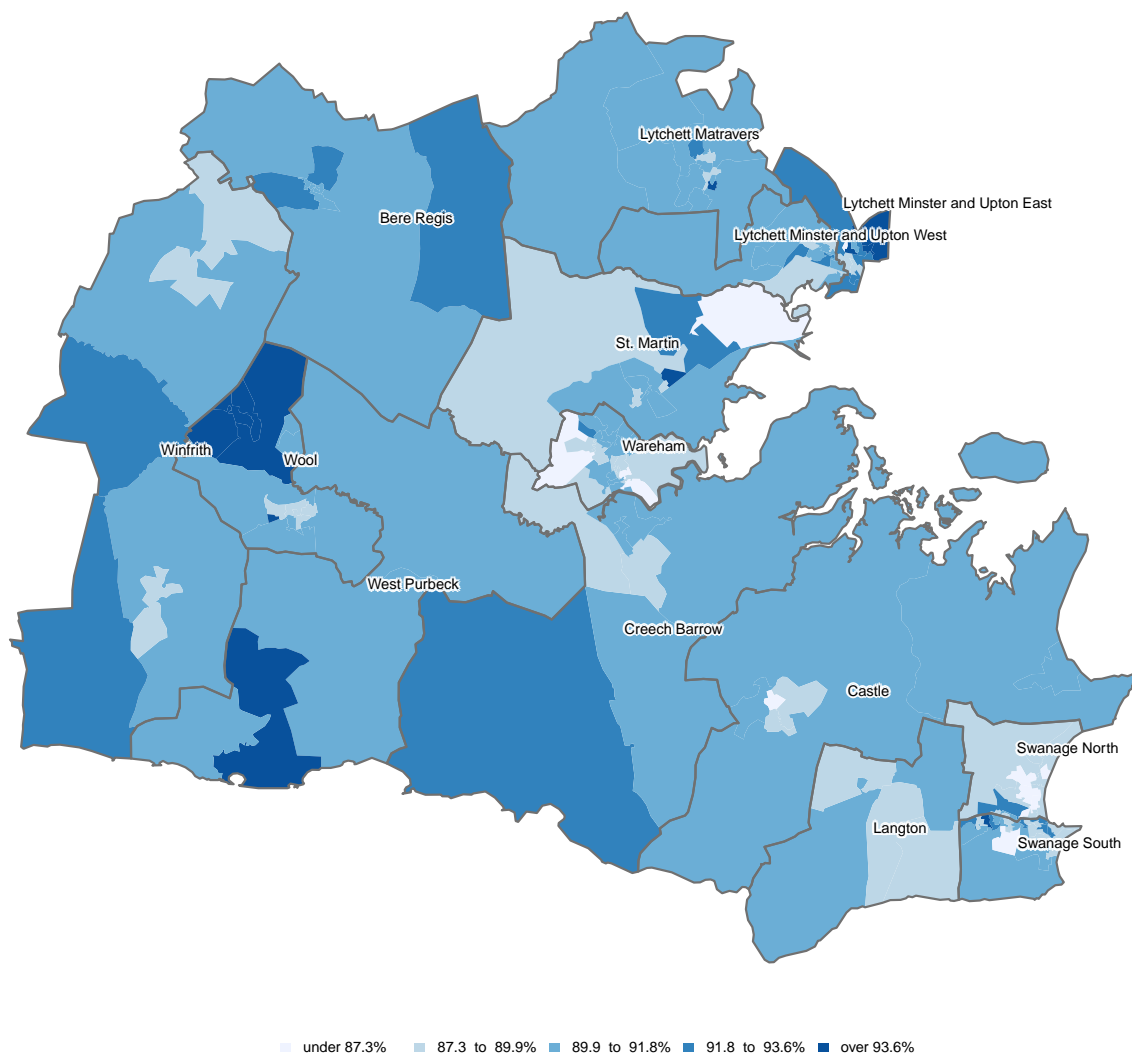 Lytchett Matravers
Lytchett Minster and Upton East
Bere Regis
Lytchett Minster and Upton West
St. Martin
Wareham
Winfrith
Wool
West Purbeck
Creech Barrow
Castle
Swanage North
Langton
Swanage South
under 87.3% 87.3 to 89.9% 89.9 to 91.8% 91.8 to 93.6% over 93.6%